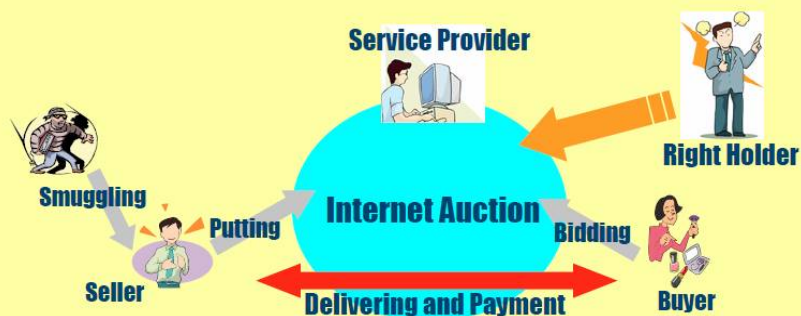 Service Provider
Right Holder
Smuggling
Putting
Internet Auction
Bidding
Seller
Delivering and Payment
Buyer